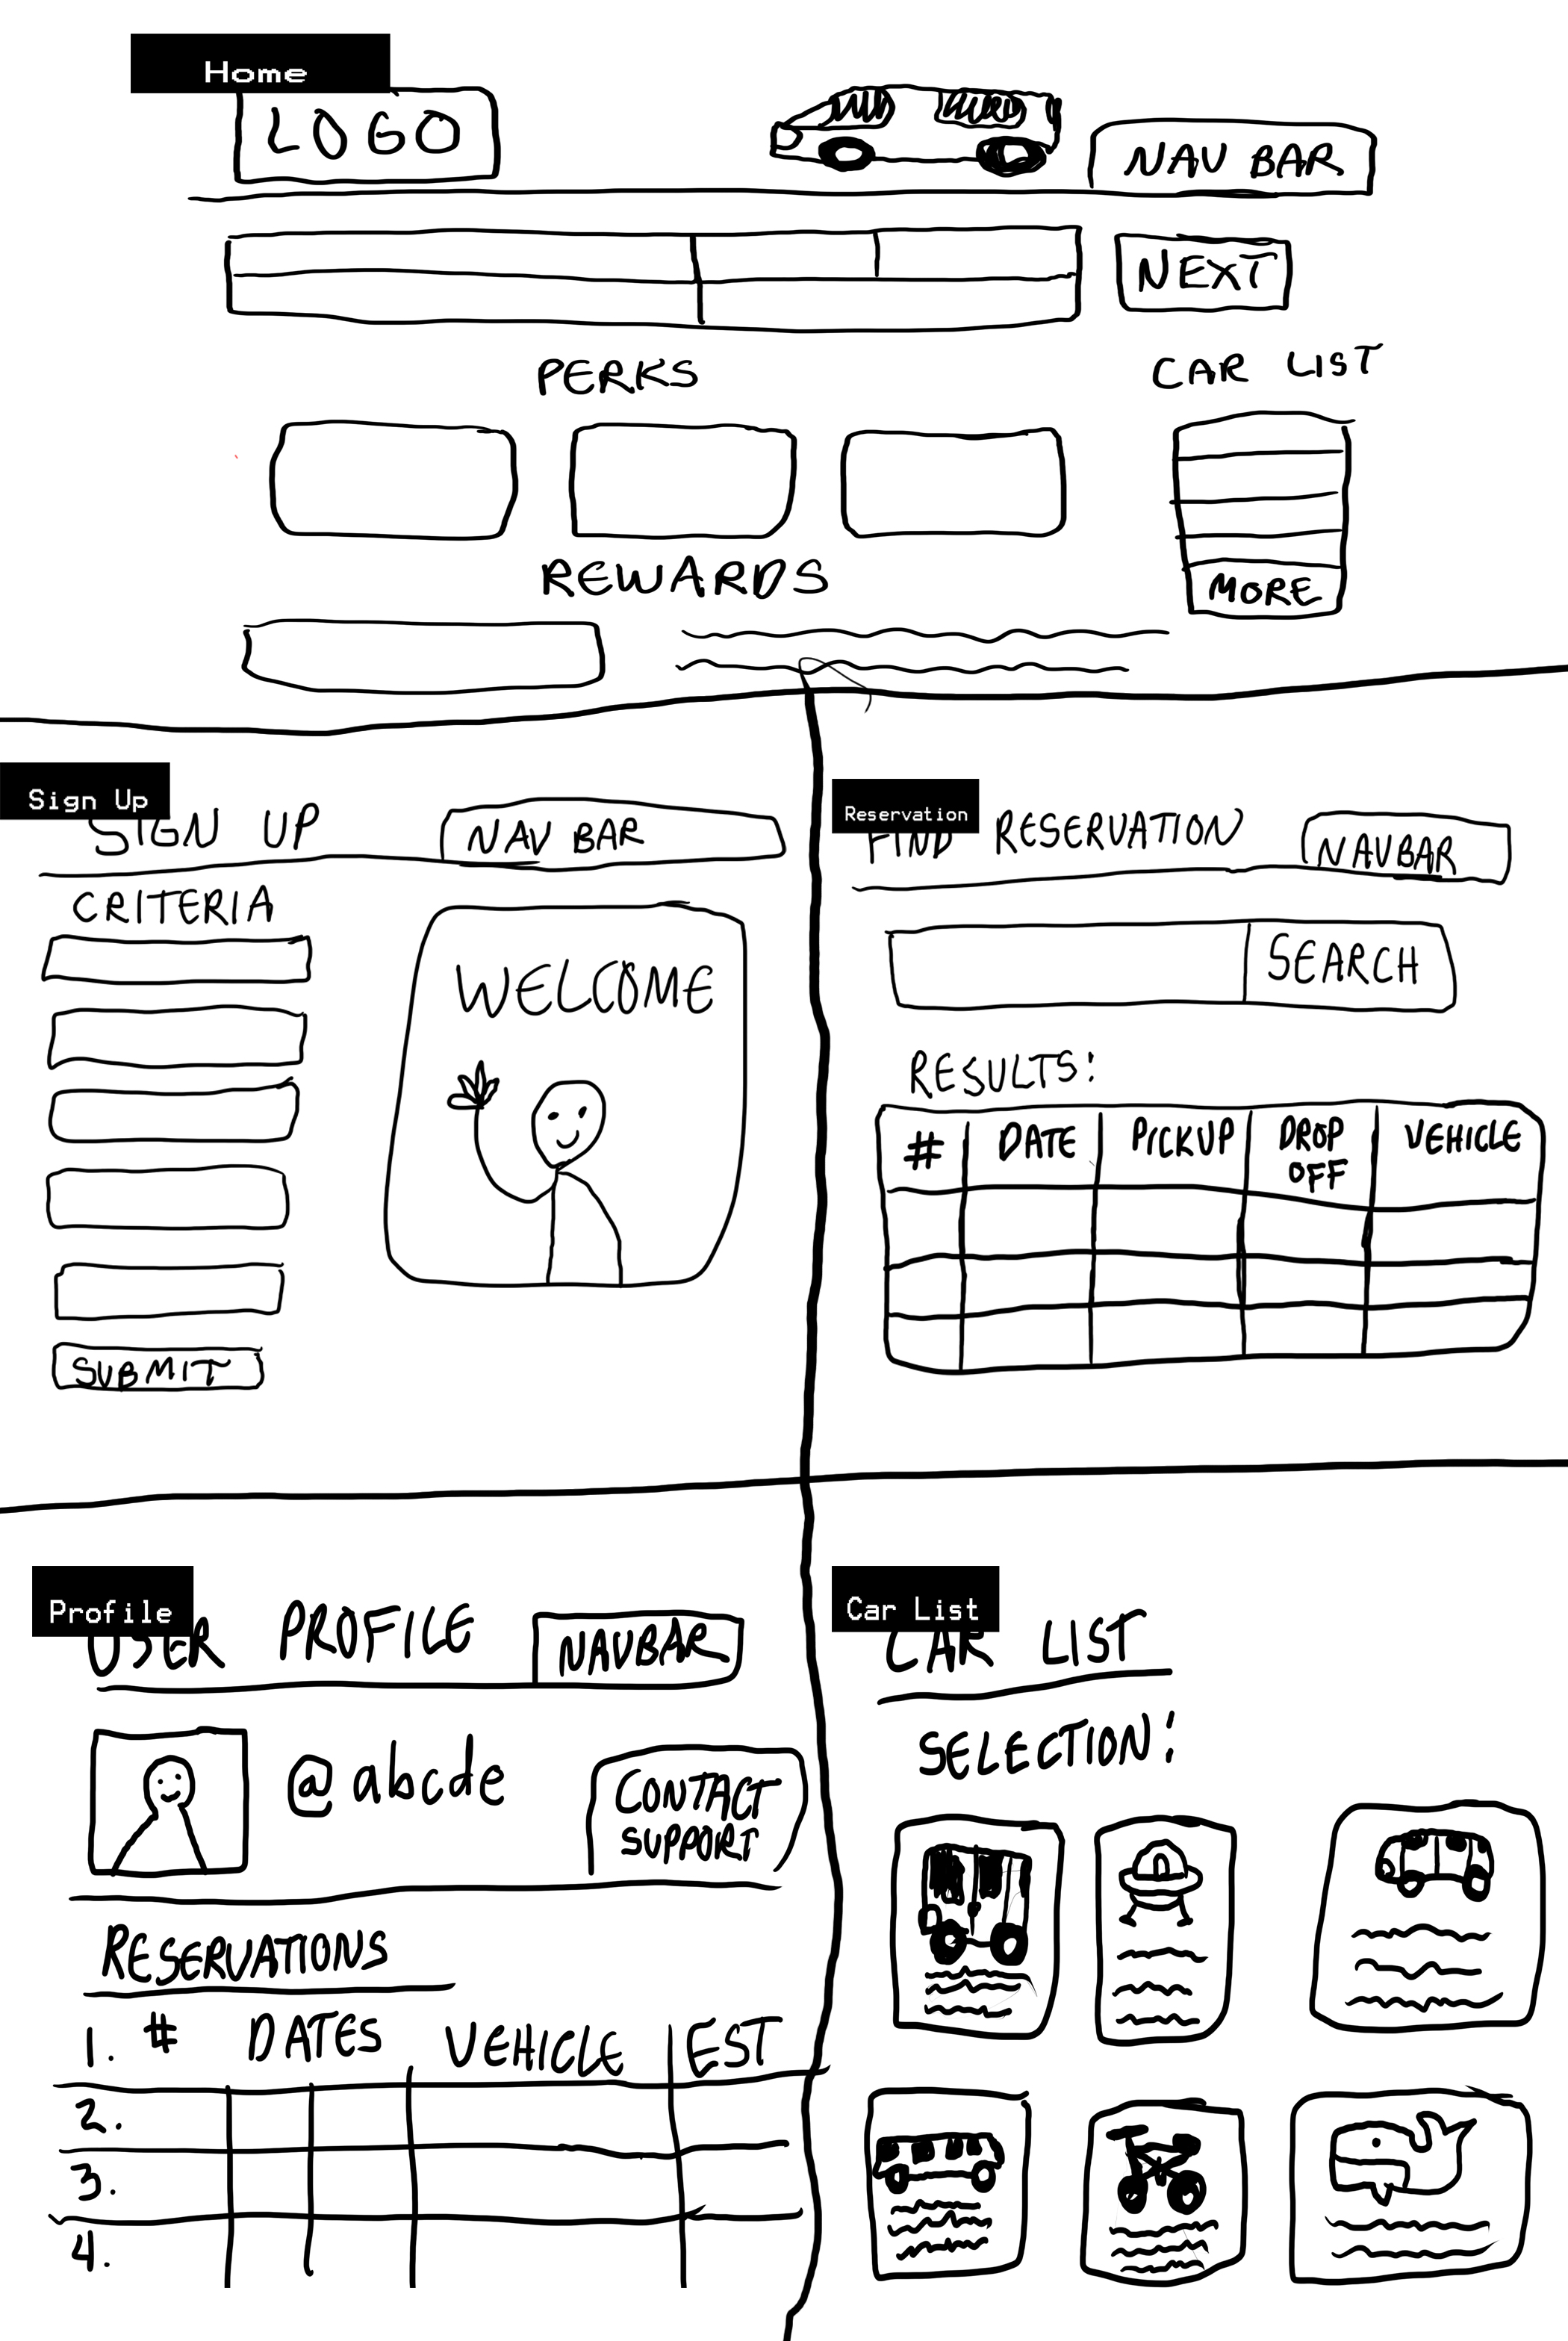 Home
LOGO
NAV BAR
NEXT
PERKS
CAR LIST
MORE
REWARDS
Sign Up
SIGN UP
NAV BAR
CRITERIA
WELCOME
SUBMIT
Reservation
FIND RESERVATION
NAVBAR
SEARCH
RESULTS:
# DATE PICKUP DROP OFF VEHICLE
Profile
USER PROFILE
NAVBAR
@abcde
CONTACT
SUPPORT
RESERVATIONS
1. # DATES VEHICLE EST
2.
3.
4.
Car List
CAR LIST
SELECTION: